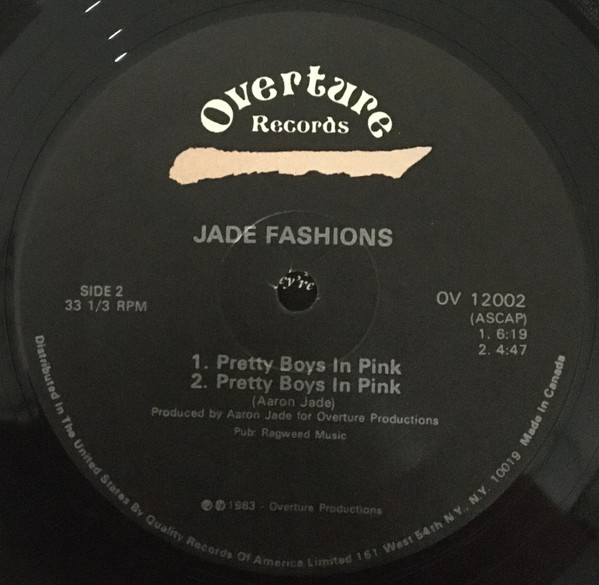 Overture
Records
JADE FASHIONS
SIDE 2
33 1/3 RPM
OV 12002
(ASCAP)
1. 6:19
2. 4:47
1. Pretty Boys In Pink
2. Pretty Boys In Pink
(Aaron Jade)
Produced by Aaron Jade for Overture Productions
Pub: Ragweed Music
©℗1983 - Overture Productions
Distributed In The United States By Quality Records Of America Limited 161 West 54th N.Y., N.Y. 10019 Made In Canada